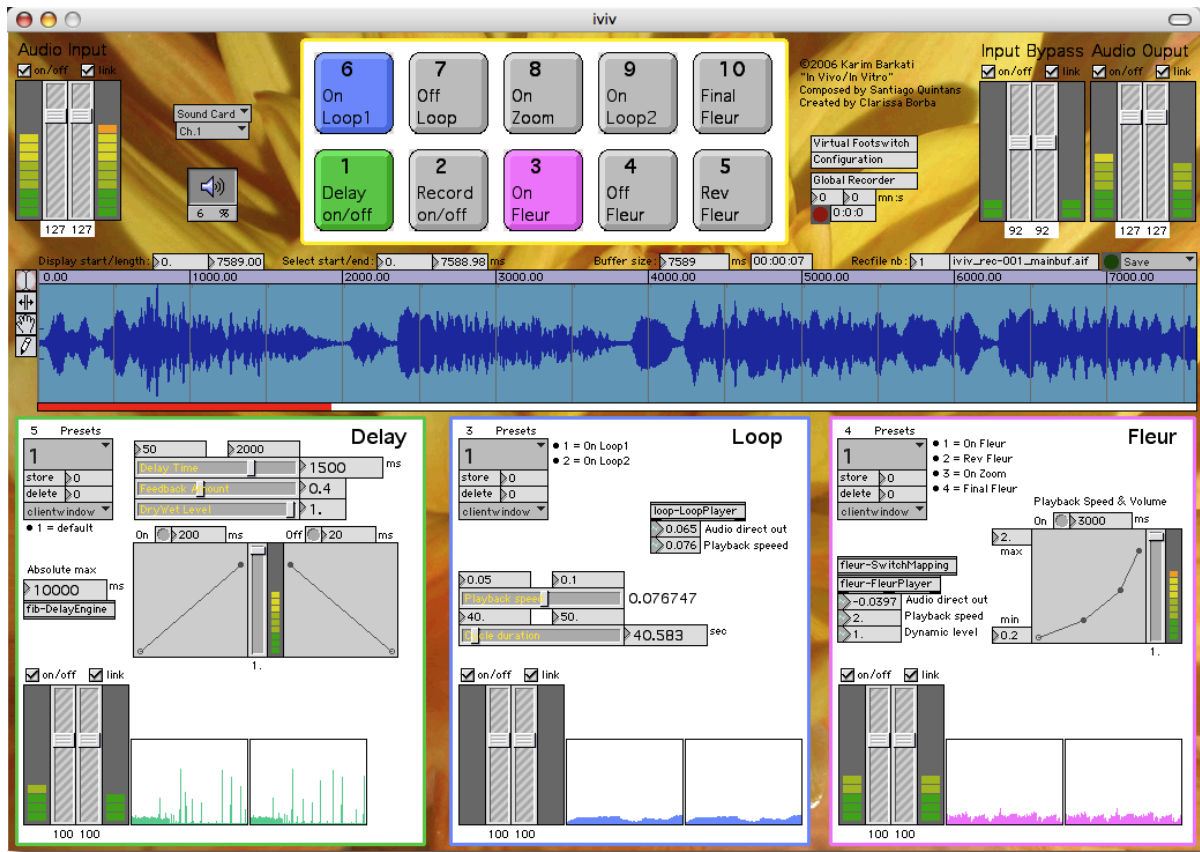 iviv
Audio Input
on/off link
127 127
Sound Card
Ch.1
6 %
6 On Loop1
7 Off Loop
8 On Zoom
9 On Loop2
10 Final Fleur
1 Delay on/off
2 Record on/off
3 On Fleur
4 Off Fleur
5 Rev Fleur
©2006 Karim Barkati
"In Vivo/In Vitro"
Composed by Santiago Quintans
Created by Clarissa Borba
Virtual Footswitch
Configuration
Global Recorder
0 0 mn:s
0:0:0
Input Bypass Audio Ouput
on/off link on/off link
92 92 127 127
Display start/length: 0. 7589.00 Select start/end: 0. 7588.98 ms Buffer size: 7589 ms 00:00:07 Recfile nb: 1 iviv_rec-001_mainbuf.aif Save
0.00 1000.00 2000.00 3000.00 4000.00 5000.00 6000.00 7000.00
Delay
5 Presets
1
store 0
delete 0
clientwindow
1 = default
50 2000
Delay Time 1500 ms
Feedback Amount 0.4
DryWet Level 1.
On 200 ms Off 20 ms
Absolute max
10000 ms
fib-DelayEngine
1.
on/off link
100 100
Loop
3 Presets
1
store 0
delete 0
clientwindow
1 = On Loop1
2 = On Loop2
loop-LoopPlayer
0.065 Audio direct out
0.076 Playback speeed
0.05 0.1
Playback speed 0.076747
40. 50.
Cycle duration 40.583 sec
on/off link
100 100
Fleur
4 Presets
1
store 0
delete 0
clientwindow
1 = On Fleur
2 = Rev Fleur
3 = On Zoom
4 = Final Fleur
Playback Speed & Volume
On 3000 ms
2.
max
fleur-SwitchMapping
fleur-FleurPlayer
-0.0397 Audio direct out
2. Playback speed
1. Dynamic level
min
0.2
1.
on/off link
100 100